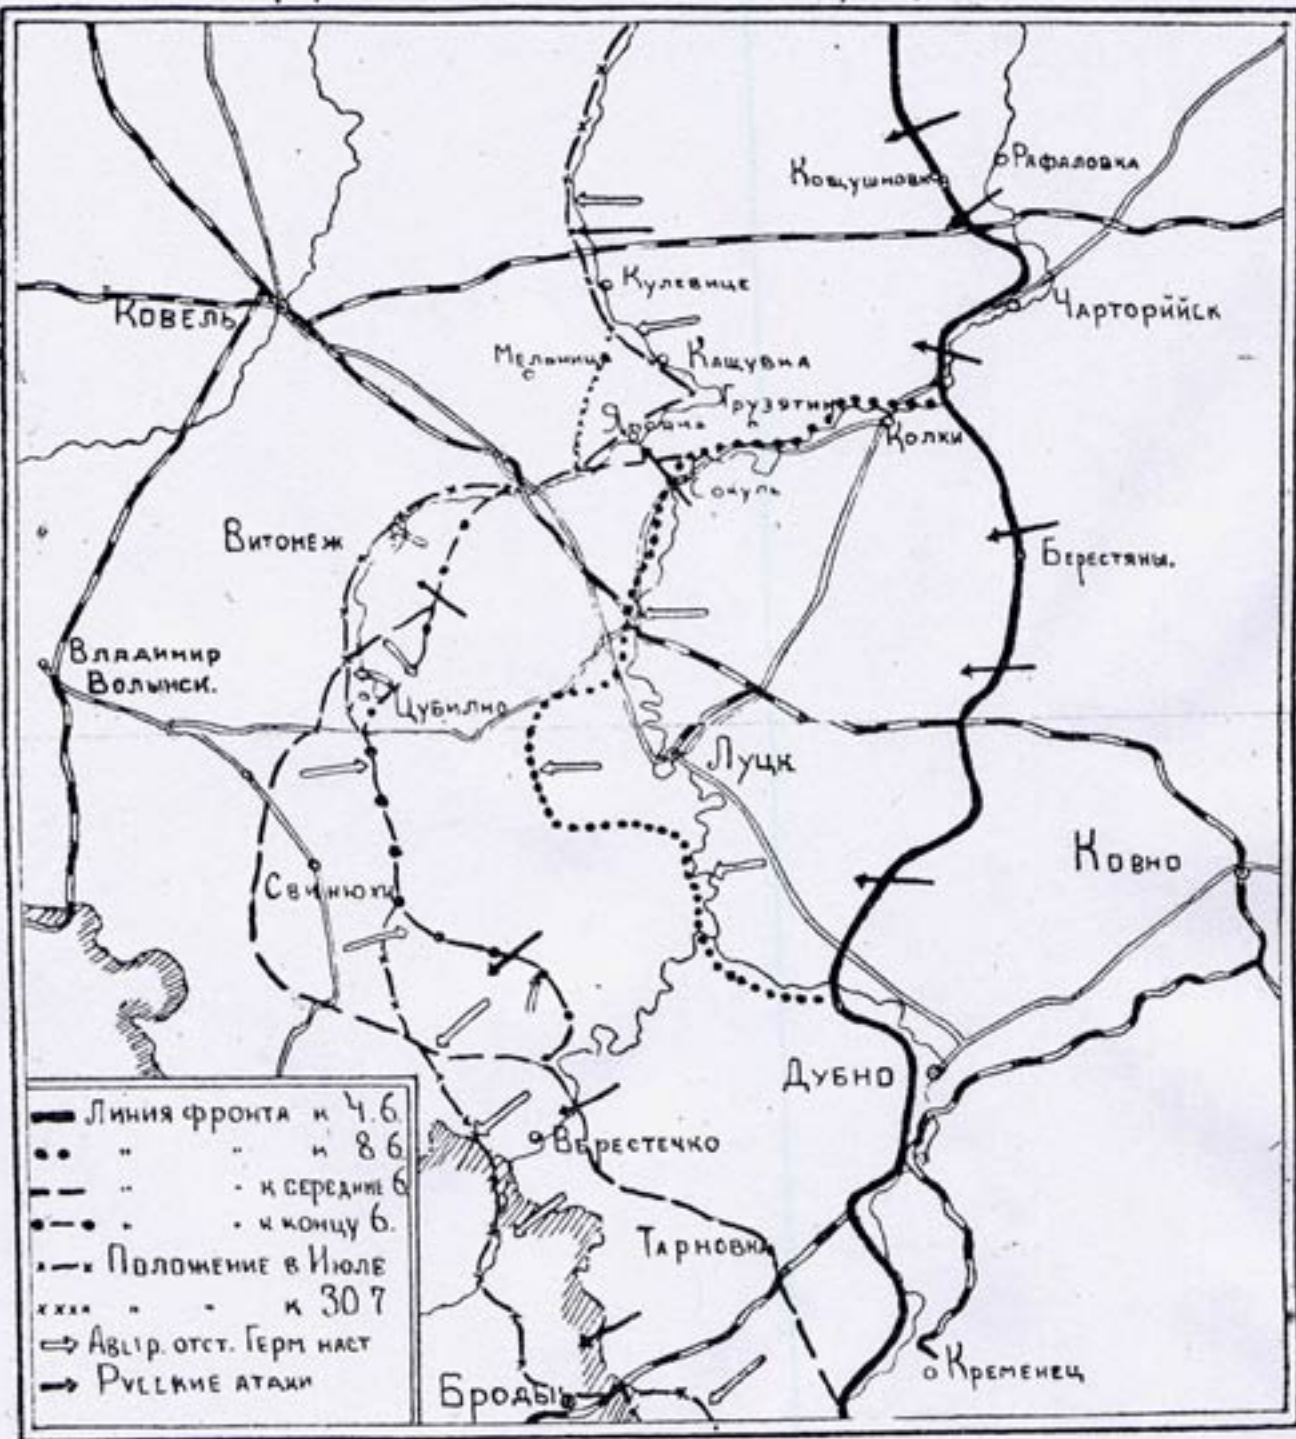 Кощушновк
Рафаловка
Кулевице
Чарторийск
Ковель
Мельница
Кащувка
Грузятин
Колки
Сокуль
Витонеж
Берестяны.
Владимир
Волынск.
Цубилно
Луцк
Ковно
Свинюхи
Дубно
Линия фронта к 4.6.
" " к 8 6
" " к середине 6
" " к концу 6.
Положение в Июле
" " к 30 7
Австр. отст. Герм наст
Русские атаки
Верестечко
Тарновка
Кременец
Броды